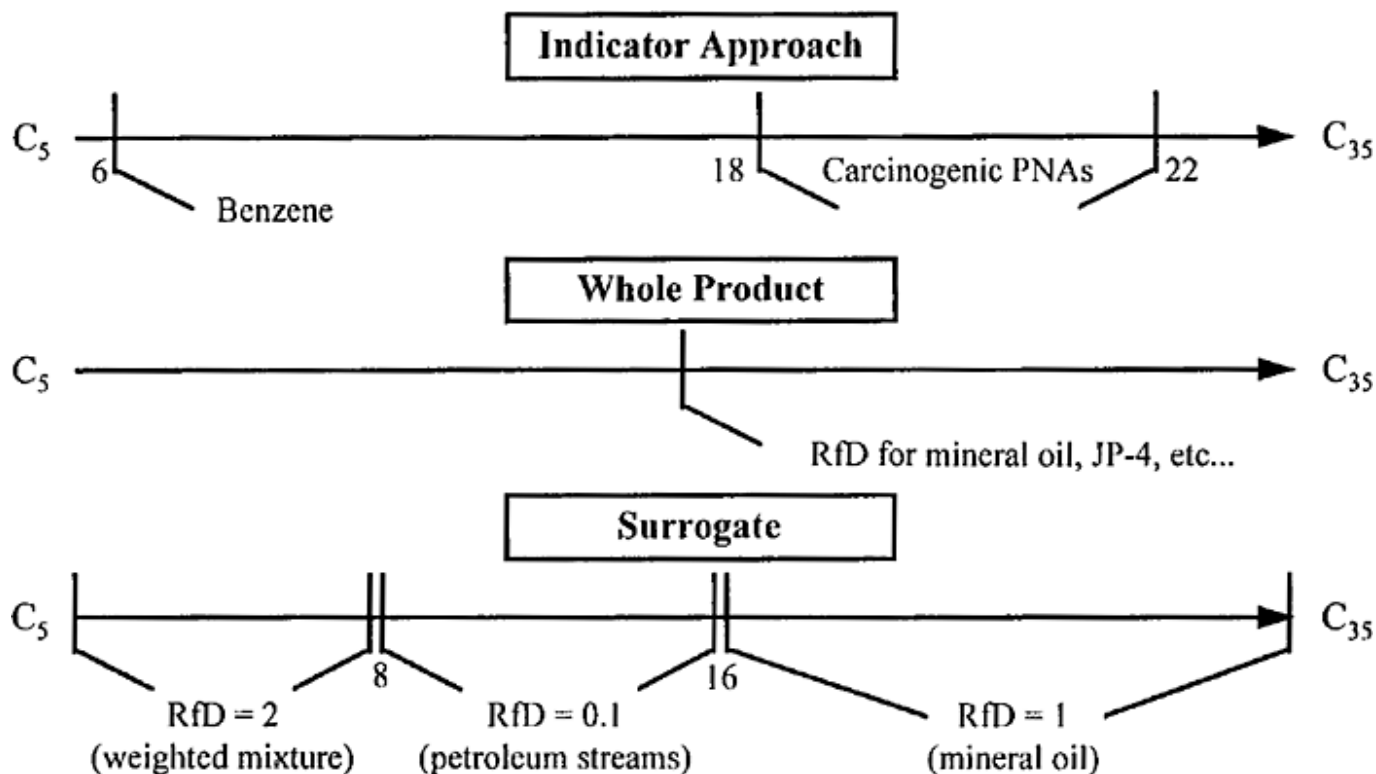 Indicator Approach
C5 C35
6 18 Carcinogenic PNAs 22
Benzene
Whole Product
C5 C35
RfD for mineral oil, JP-4, etc...
Surrogate
C5 C35
8 16
RfD = 2 RfD = 0.1 RfD = 1
(weighted mixture) (petroleum streams) (mineral oil)